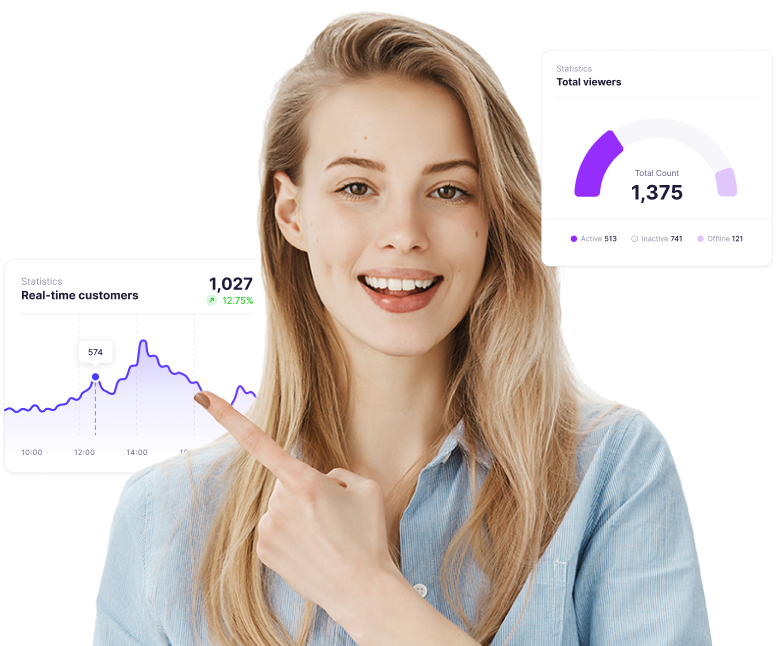 Statistics
Total viewers
Total Count
1,375
Active 513
Inactive 741
Offline 121
Statistics
Real-time customers
1,027
12.75%
574
10:00
12:00
14:00